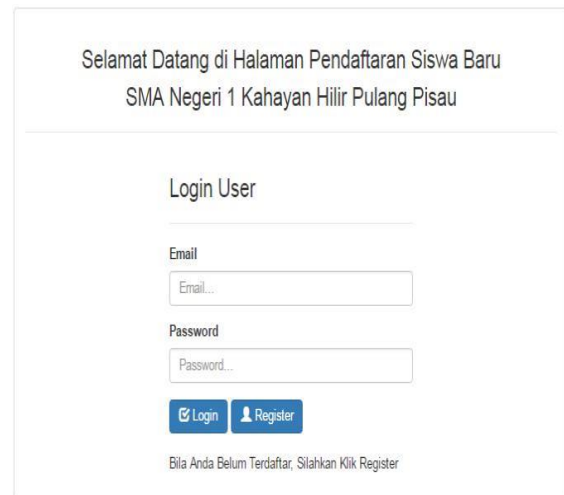 Selamat Datang di Halaman Pendaftaran Siswa Baru
SMA Negeri 1 Kahayan Hilir Pulang Pisau
Login User
Email
Email...
Password
Password...
Login Register
Bila Anda Belum Terdaftar, Silahkan Klik Register